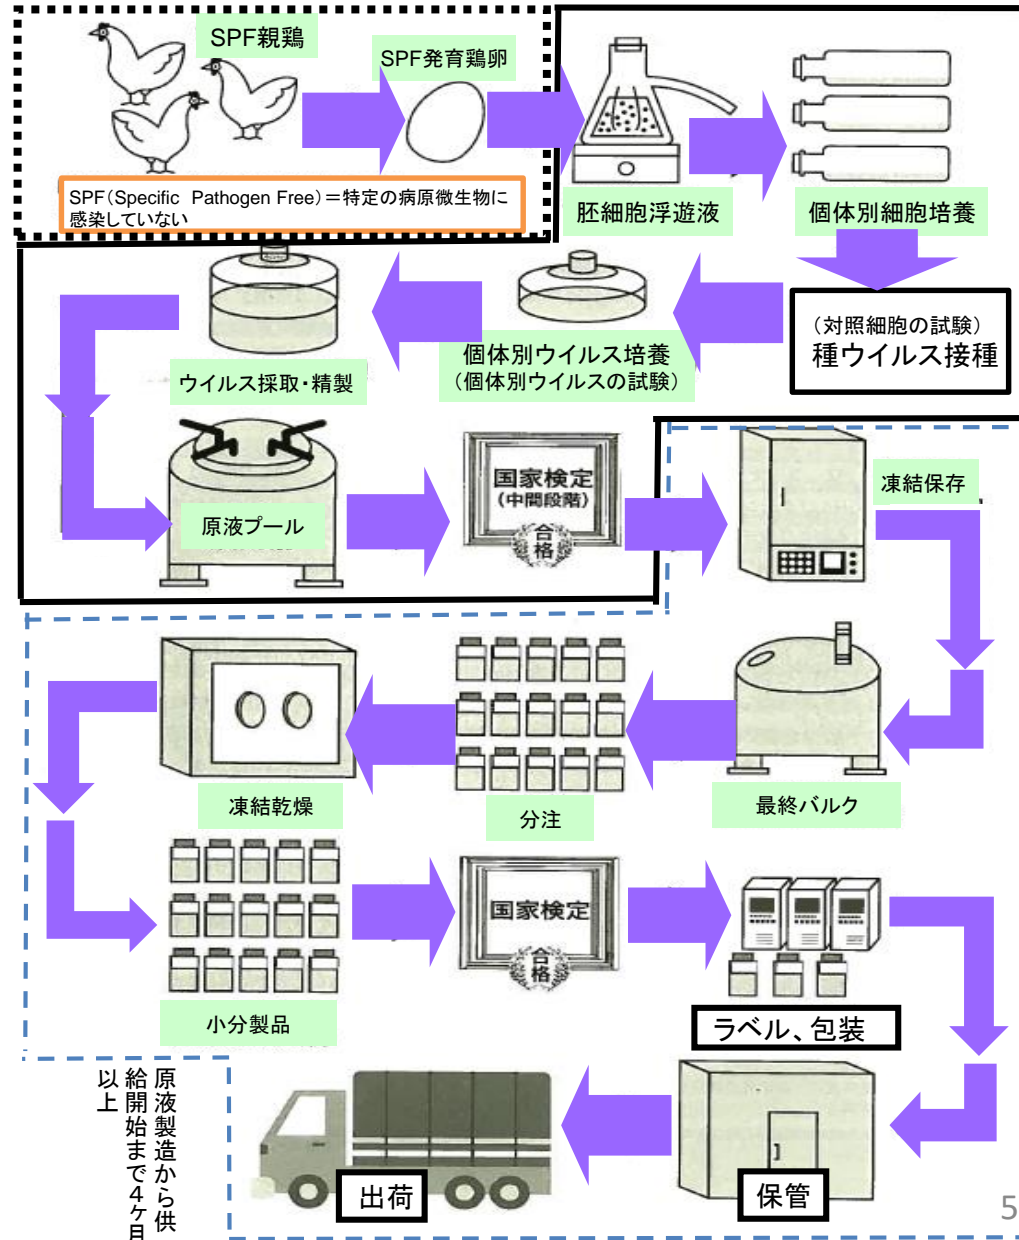 SPF親鶏
SPF発育鶏卵
SPF(Specific Pathogen Free)=特定の病原微生物に
感染していない
胚細胞浮遊液
個体別細胞培養
(対照細胞の試験)
種ウイルス接種
個体別ウイルス培養
(個体別ウイルスの試験)
ウイルス採取・精製
原液プール
国家検定
(中間段階)
合格
凍結保存
最終バルク
分注
凍結乾燥
小分製品
国家検定
合格
ラベル、包装
保管
出荷
原液製造から供
給開始まで4ヶ月
以上
5